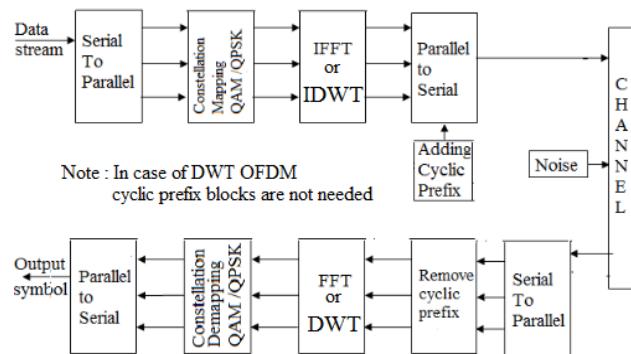 Data
stream
Serial
To
Parallel
Constellation
Mapping
QAM /QPSK
IFFT
or
IDWT
Parallel
to
Serial
Adding
Cyclic
Prefix
Noise
C
H
A
N
N
E
L
Note : In case of DWT OFDM
cyclic prefix blocks are not needed
Output
symbol
Parallel
to
Serial
Constellation
Demapping
QAM /QPSK
FFT
or
DWT
Remove
cyclic
prefix
Serial
To
Parallel